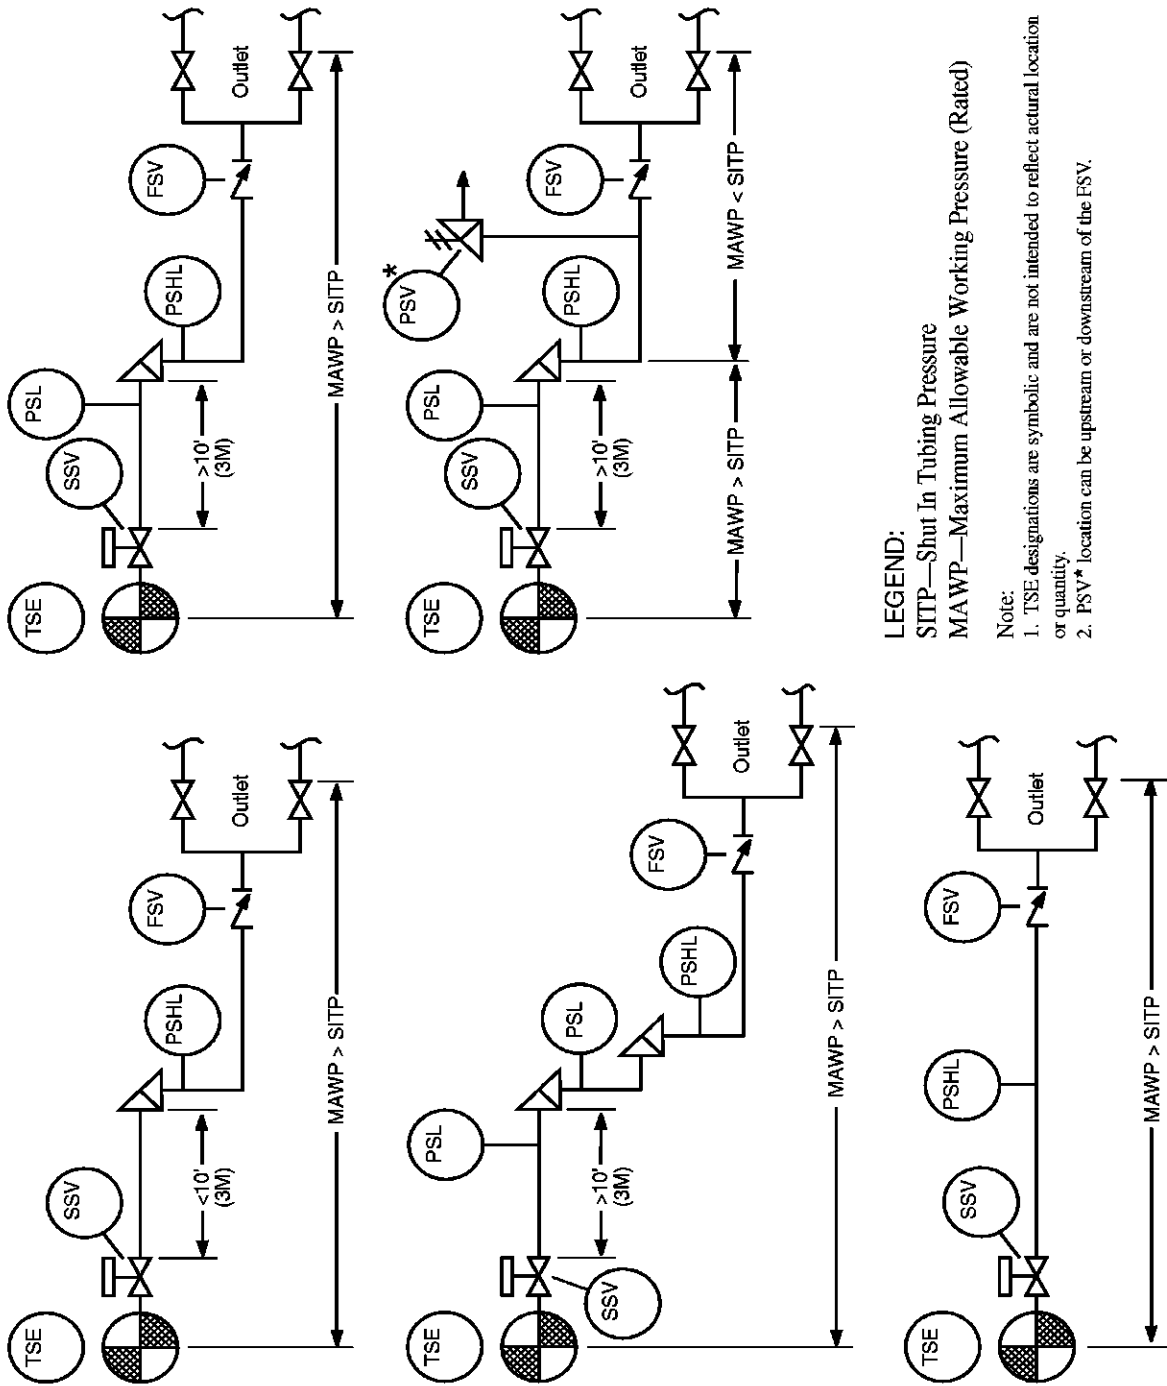 TSE
SSV
<10'
(3M)
PSHL
FSV
Outlet
MAWP > SITP
TSE
SSV
PSL
>10'
(3M)
PSHL
FSV
Outlet
MAWP > SITP
TSE
SSV
PSL
>10'
(3M)
PSL
PSHL
FSV
Outlet
MAWP > SITP
TSE
SSV
PSL
>10'
(3M)
PSV*
PSHL
FSV
Outlet
MAWP > SITP
MAWP < SITP
TSE
SSV
PSHL
FSV
Outlet
MAWP > SITP
LEGEND:
SITP—Shut In Tubing Pressure
MAWP—Maximum Allowable Working Pressure (Rated)
Note:
1. TSE designations are symbolic and are not intended to reflect actural location
or quantity.
2. PSV* location can be upstream or downstream of the FSV.